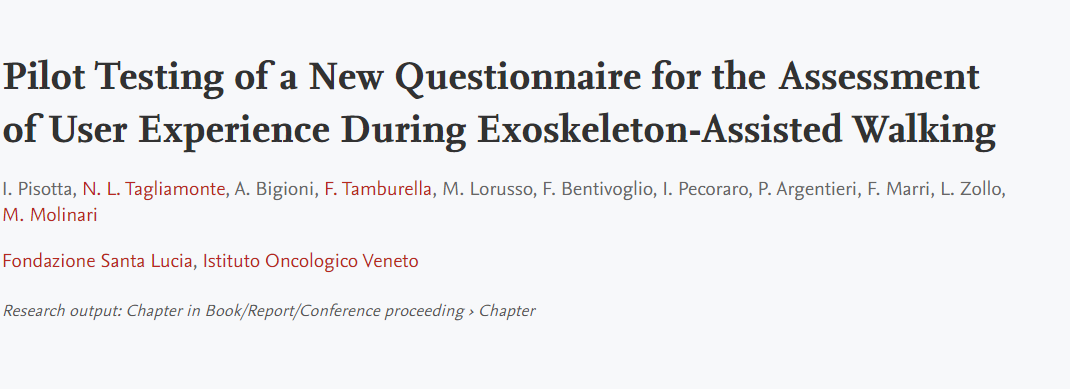 Pilot Testing of a New Questionnaire for the Assessment
of User Experience During Exoskeleton-Assisted Walking
I. Pisotta, N. L. Tagliamonte, A. Bigioni, F. Tamburella, M. Lorusso, F. Bentivoglio, I. Pecoraro, P. Argentieri, F. Marri, L. Zollo,
M. Molinari
Fondazione Santa Lucia, Istituto Oncologico Veneto
Research output: Chapter in Book/Report/Conference proceeding › Chapter